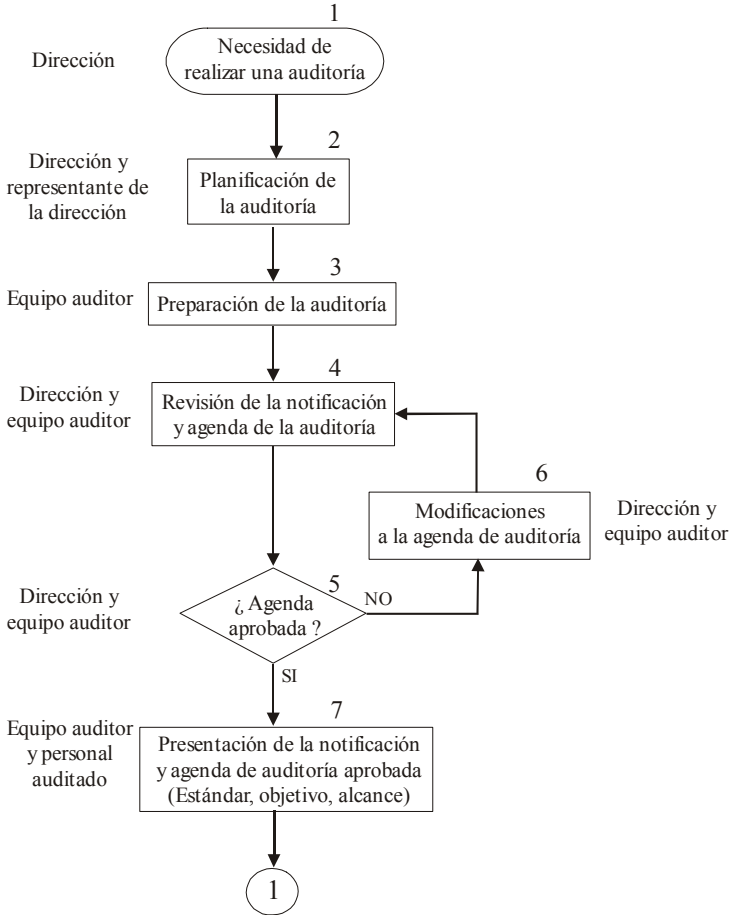 1
Dirección
Necesidad de
realizar una auditoría
2
Dirección y
representante de
la dirección
Planificación de
la auditoría
3
Equipo auditor
Preparación de la auditoría
4
Dirección y
equipo auditor
Revisión de la notificación
y agenda de la auditoría
6
Modificaciones
a la agenda de auditoría
Dirección y
equipo auditor
5
Dirección y
equipo auditor
¿ Agenda
aprobada ?
NO
SI
7
Equipo auditor
y personal
auditado
Presentación de la notificación
y agenda de auditoría aprobada
(Estándar, objetivo, alcance)
1